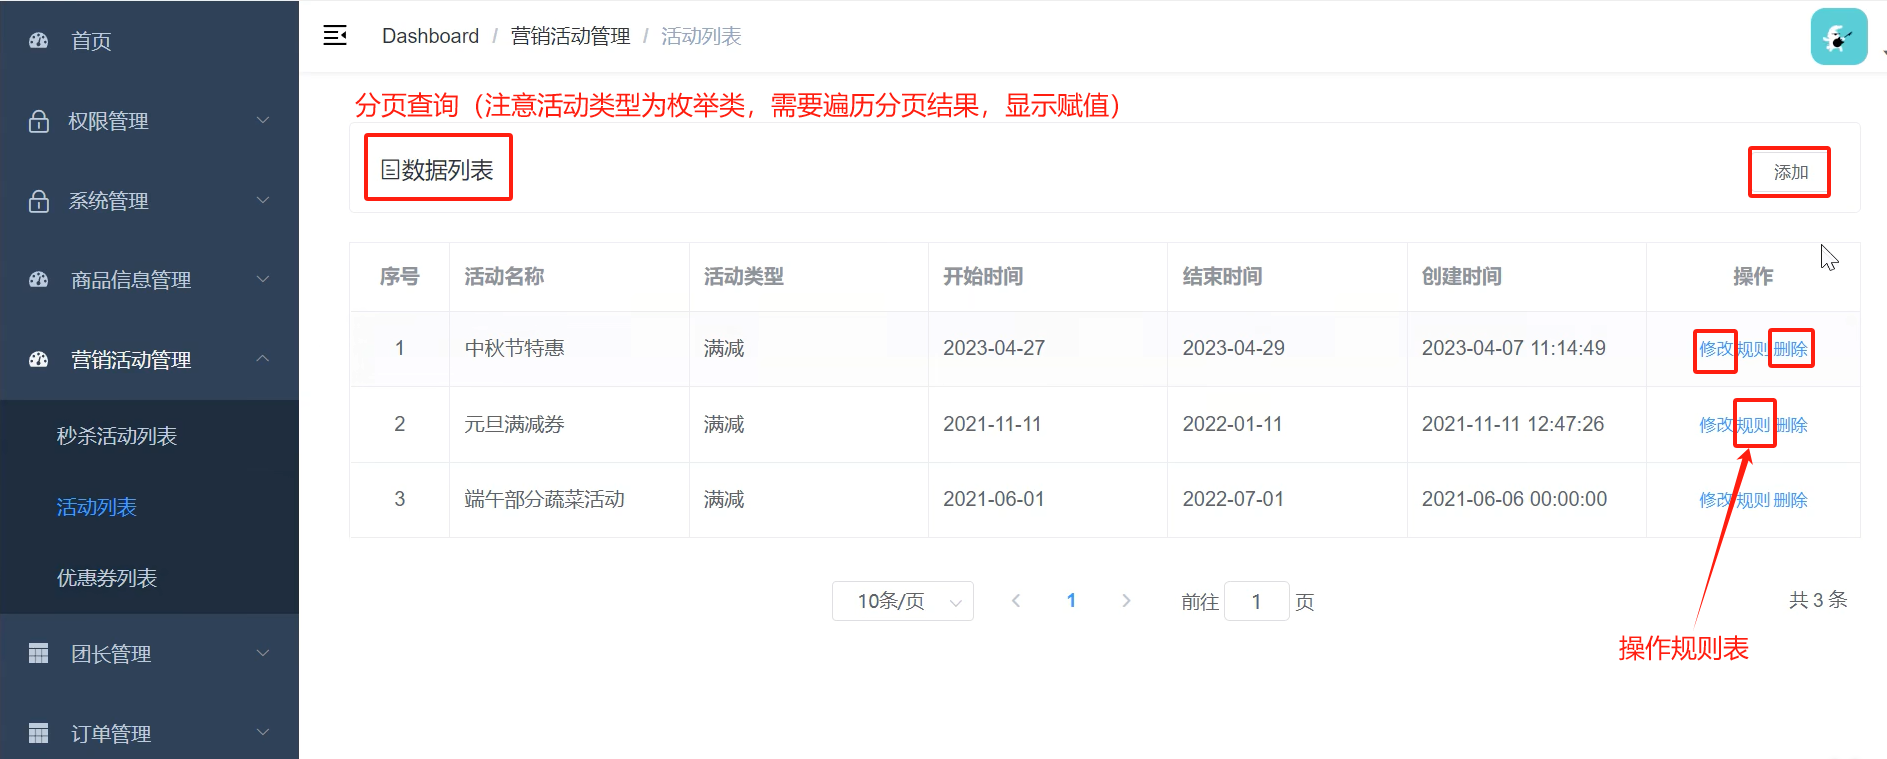 首页
权限管理
系统管理
商品信息管理
营销活动管理
秒杀活动列表
活动列表
优惠券列表
团长管理
订单管理
Dashboard / 营销活动管理 / 活动列表
分页查询（注意活动类型为枚举类，需要遍历分页结果，显示赋值）
数据列表
添加
序号 活动名称 活动类型 开始时间 结束时间 创建时间 操作
1 中秋节特惠 满减 2023-04-27 2023-04-29 2023-04-07 11:14:49 修改 规则 删除
2 元旦满减券 满减 2021-11-11 2022-01-11 2021-11-11 12:47:26 修改 规则 删除
3 端午部分蔬菜活动 满减 2021-06-01 2022-07-01 2021-06-06 00:00:00 修改 规则 删除
10条/页 1 前往 1 页 共 3 条
操作规则表